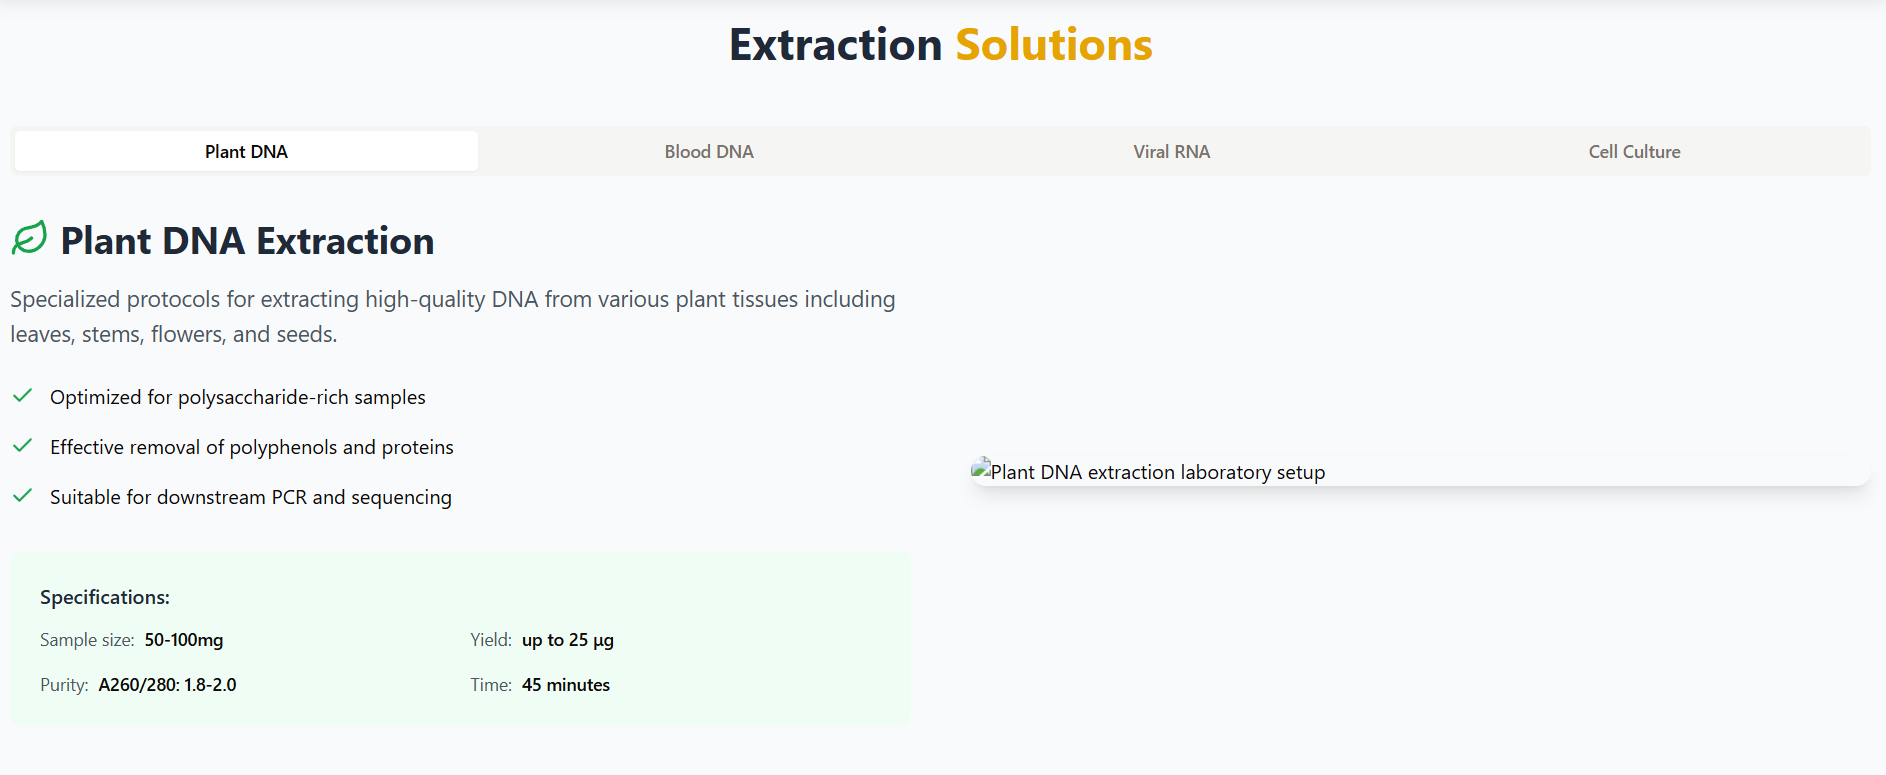 Extraction Solutions
Plant DNA
Blood DNA
Viral RNA
Cell Culture
Plant DNA Extraction
Specialized protocols for extracting high-quality DNA from various plant tissues including
leaves, stems, flowers, and seeds.
Optimized for polysaccharide-rich samples
Effective removal of polyphenols and proteins
Suitable for downstream PCR and sequencing
Plant DNA extraction laboratory setup
Specifications:
Sample size: 50-100mg
Yield: up to 25 µg
Purity: A260/280: 1.8-2.0
Time: 45 minutes